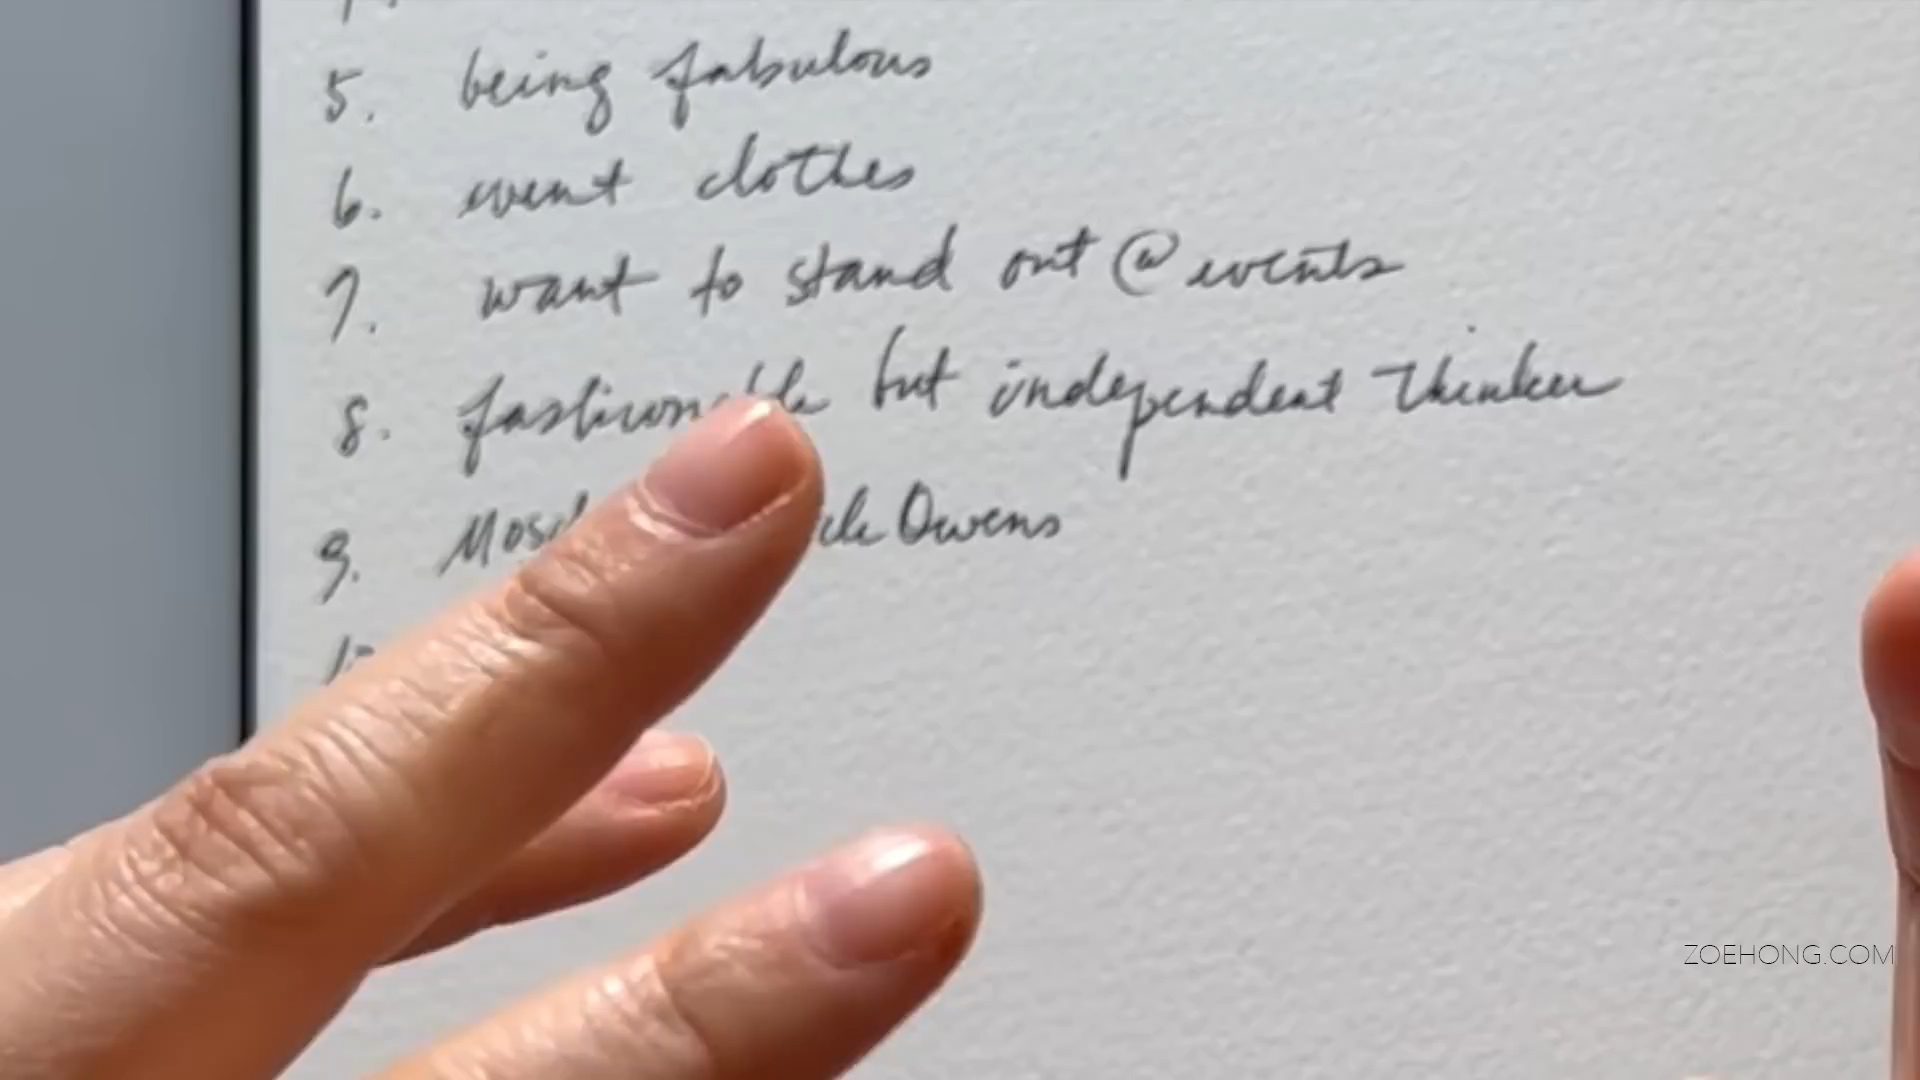 5. being fabulous
6. event clothes
7. want to stand out @ events
8. fashionable but independent thinker
9. Owens
ZOEHONG.COM